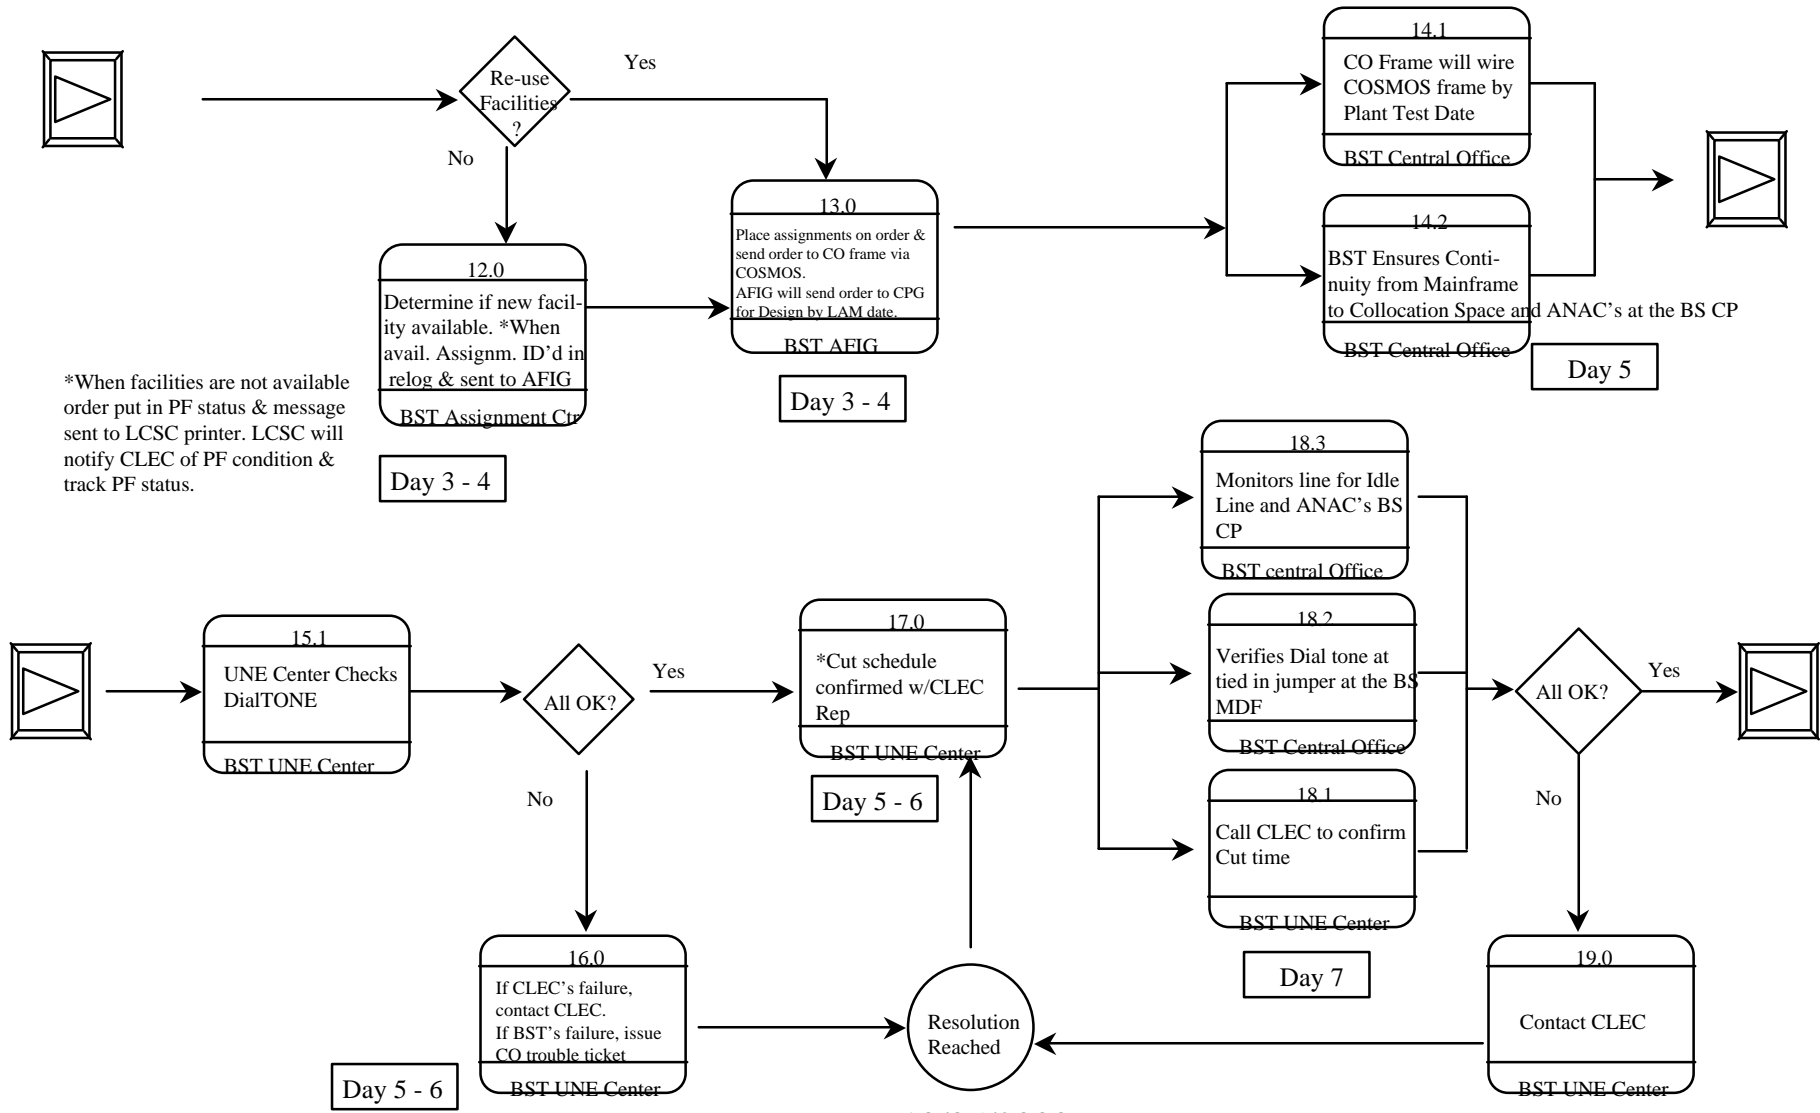 Re-use
Facilities
?
Yes
No
12.0
Determine if new facil-
ity available. *When
avail. Assignm. ID’d in
relog & sent to AFIG
BST Assignment Ctr
Day 3 - 4
*When facilities are not available
order put in PF status & message
sent to LCSC printer. LCSC will
notify CLEC of PF condition &
track PF status.
13.0
Place assignments on order &
send order to CO frame via
COSMOS.
AFIG will send order to CPG
for Design by LAM date.
BST AFIG
Day 3 - 4
14.1
CO Frame will wire
COSMOS frame by
Plant Test Date
BST Central Office
14.2
BST Ensures Conti-
nuity from Mainframe
to Collocation Space and ANAC’s at the BS CP
BST Central Office
Day 5
15.1
UNE Center Checks
DialTONE
BST UNE Center
All OK?
Yes
No
16.0
If CLEC’s failure,
contact CLEC.
If BST’s failure, issue
CO trouble ticket
BST UNE Center
Day 5 - 6
17.0
*Cut schedule
confirmed w/CLEC
Rep
BST UNE Center
Day 5 - 6
Resolution
Reached
18.3
Monitors line for Idle
Line and ANAC’s BS
CP
BST central Office
18.2
Verifies Dial tone at
tied in jumper at the BS
MDF
BST Central Office
18.1
Call CLEC to confirm
Cut time
BST UNE Center
Day 7
All OK?
Yes
No
19.0
Contact CLEC
BST UNE Center